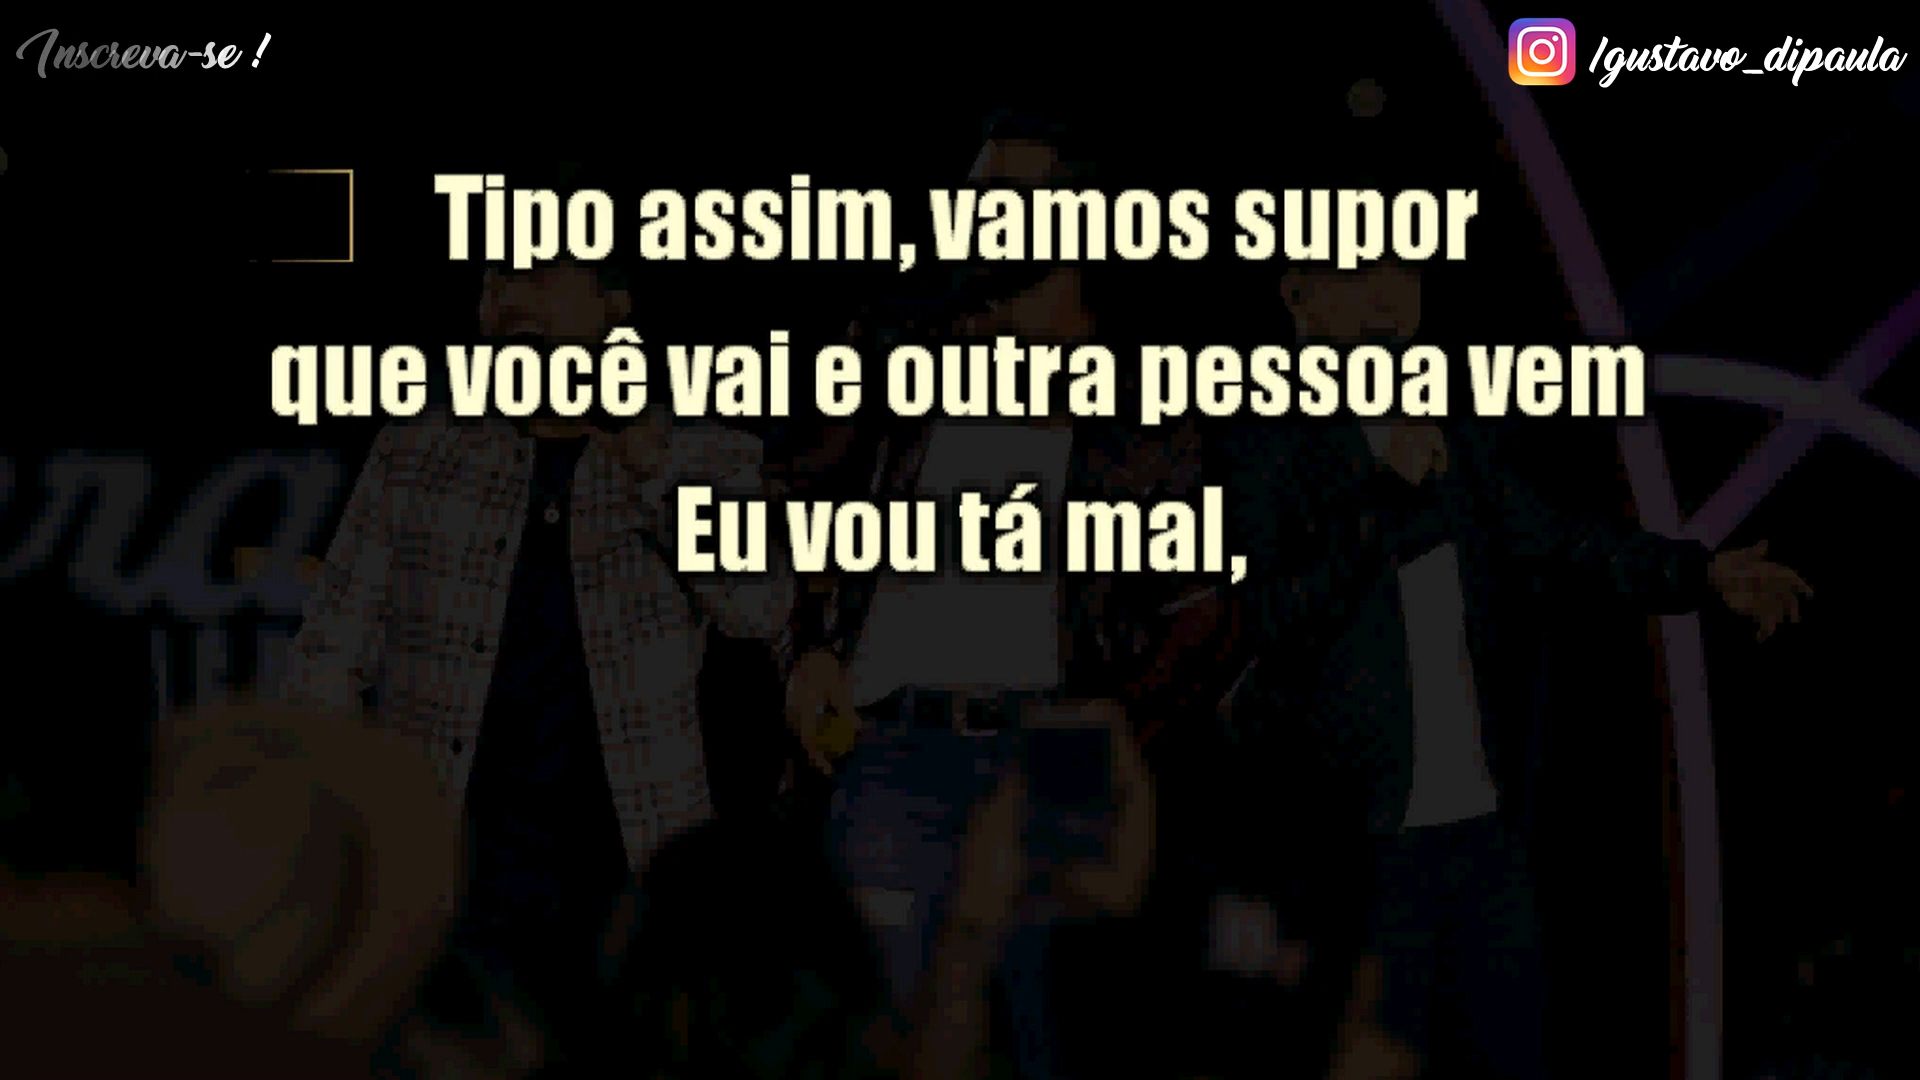 Inscreva-se !
/gustavo_dipaula
Tipo assim, vamos supor
que você vai e outra pessoa vem
Eu vou tá mal,